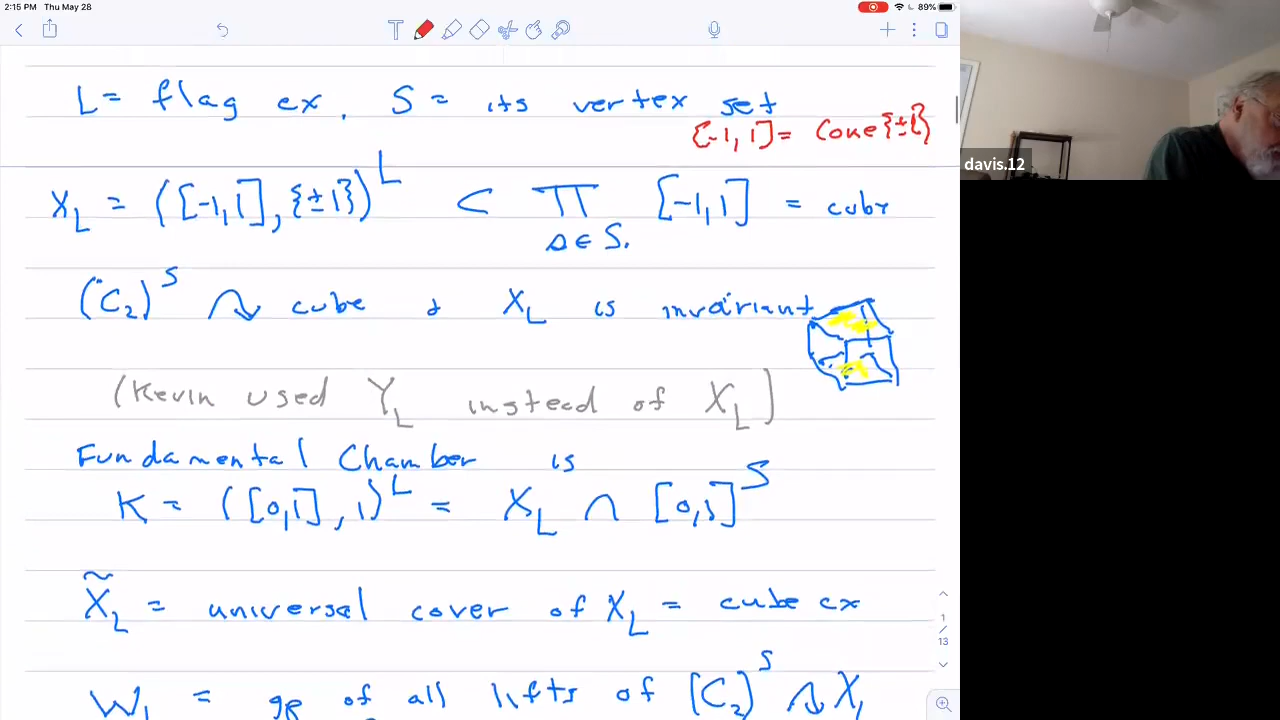 2:15 PM Thu May 28
89%
L = flag cx, S = its vertex set
[-1,1] = Cone{±1}
X_L = ([-1,1],{±1})^L ⊂ ∏_{s∈S} [-1,1] = cube
(C_2)^S ↷ cube & X_L is invariant
(Kevin used Y_L instead of X_L)
Fundamental Chamber is
K = ([0,1],1)^L = X_L ∩ [0,1]^S
X̃_L = universal cover of X_L = cube cx
W_L = gp of all lifts of (C_2)^S ↷ X_L
davis.12
1
/
13